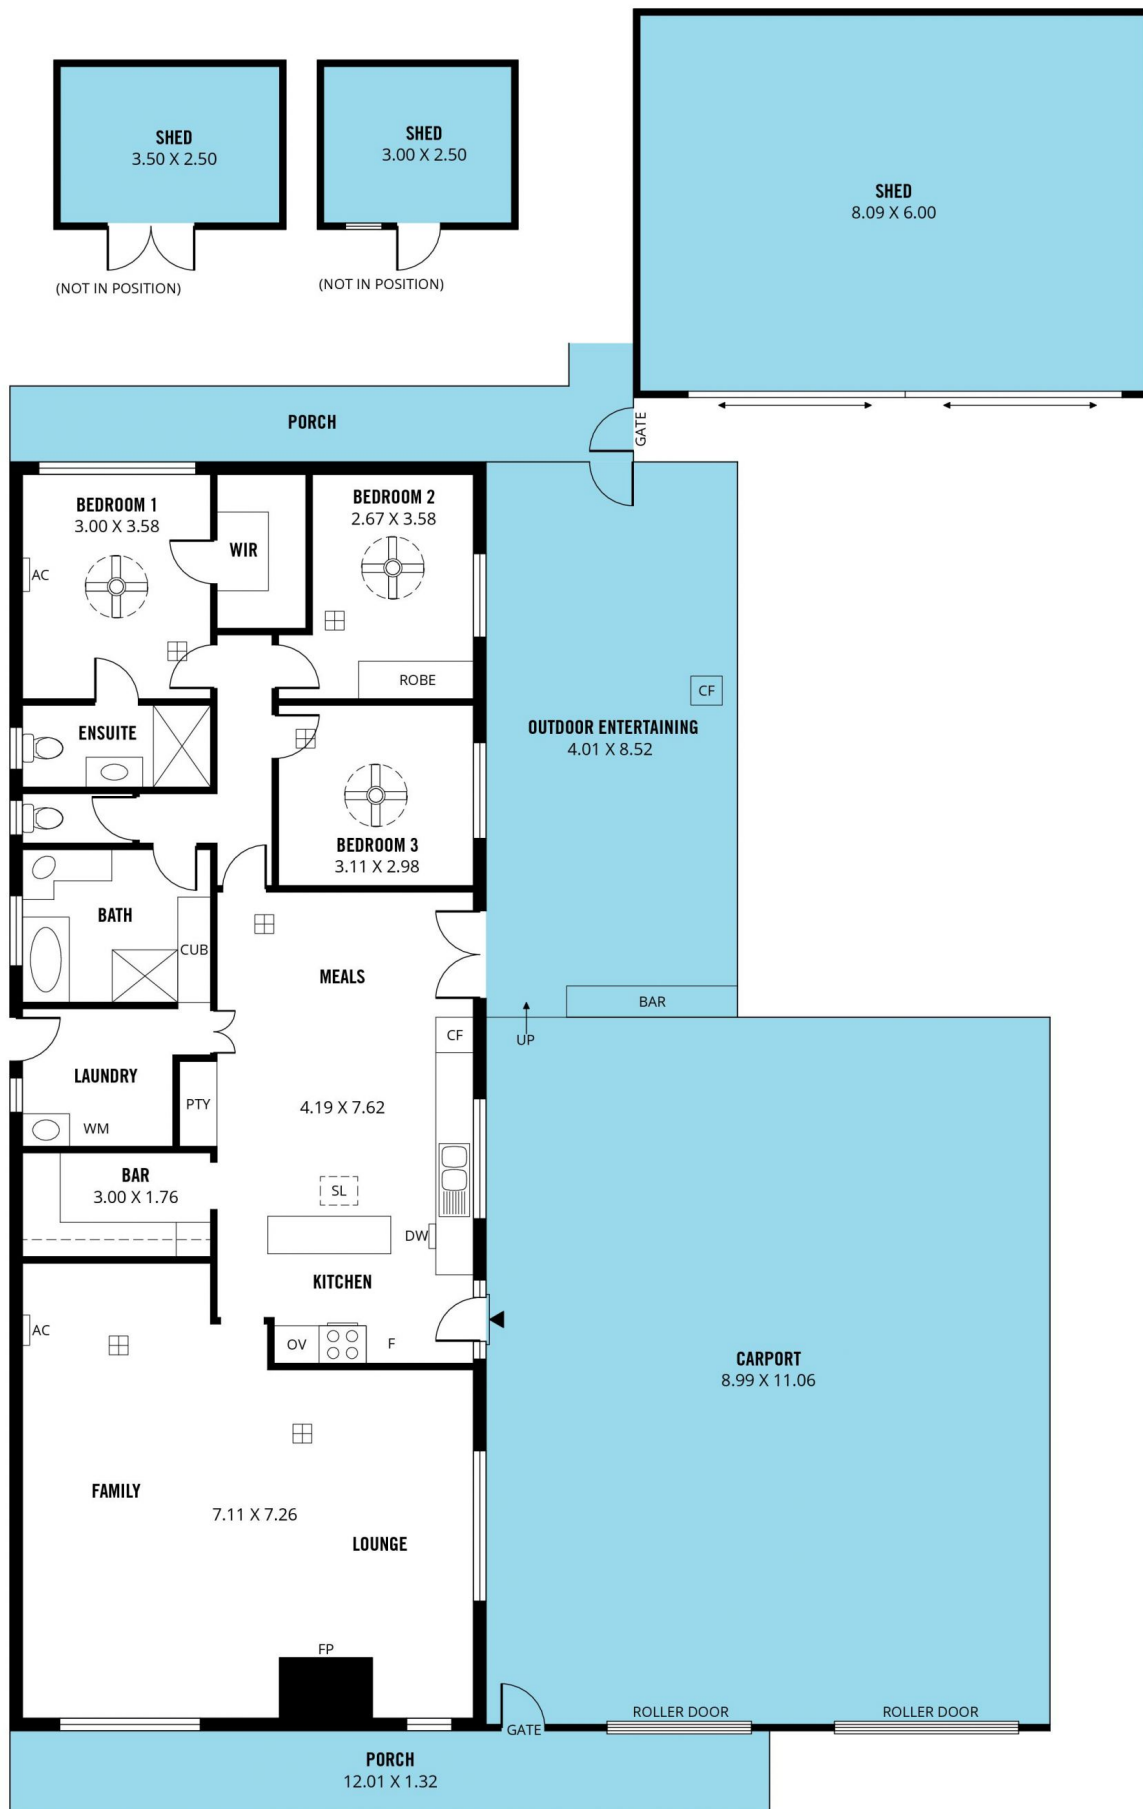 SHED
3.50 X 2.50
(NOT IN POSITION)
SHED
3.00 X 2.50
(NOT IN POSITION)
SHED
8.09 X 6.00
PORCH
GATE
BEDROOM 1
3.00 X 3.58
AC
WIR
BEDROOM 2
2.67 X 3.58
ROBE
ENSUITE
BEDROOM 3
3.11 X 2.98
CF
OUTDOOR ENTERTAINING
4.01 X 8.52
BATH
CUB
MEALS
BAR
UP
CF
LAUNDRY
WM
PTY
4.19 X 7.62
BAR
3.00 X 1.76
SL
DW
KITCHEN
OV
F
AC
CARPORT
8.99 X 11.06
FAMILY
7.11 X 7.26
LOUNGE
FP
GATE
ROLLER DOOR
ROLLER DOOR
PORCH
12.01 X 1.32